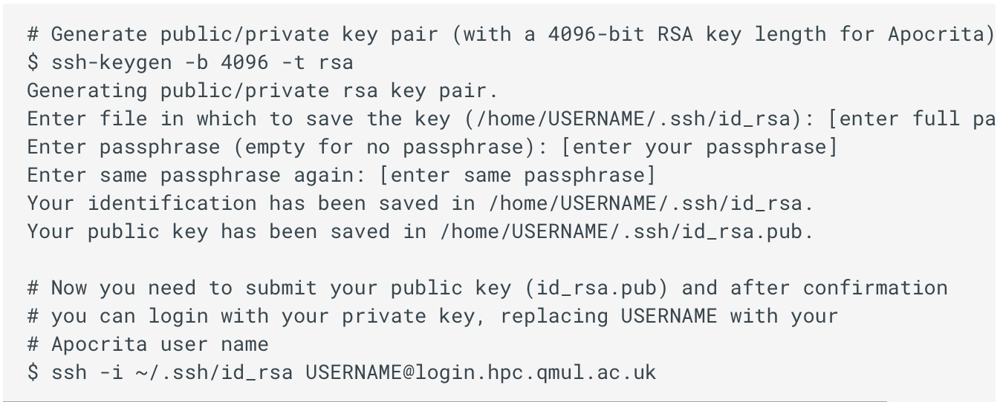 # Generate public/private key pair (with a 4096-bit RSA key length for Apocrita)
$ ssh-keygen -b 4096 -t rsa
Generating public/private rsa key pair.
Enter file in which to save the key (/home/USERNAME/.ssh/id_rsa): [enter full pa
Enter passphrase (empty for no passphrase): [enter your passphrase]
Enter same passphrase again: [enter same passphrase]
Your identification has been saved in /home/USERNAME/.ssh/id_rsa.
Your public key has been saved in /home/USERNAME/.ssh/id_rsa.pub.

# Now you need to submit your public key (id_rsa.pub) and after confirmation
# you can login with your private key, replacing USERNAME with your
# Apocrita user name
$ ssh -i ~/.ssh/id_rsa USERNAME@login.hpc.qmul.ac.uk